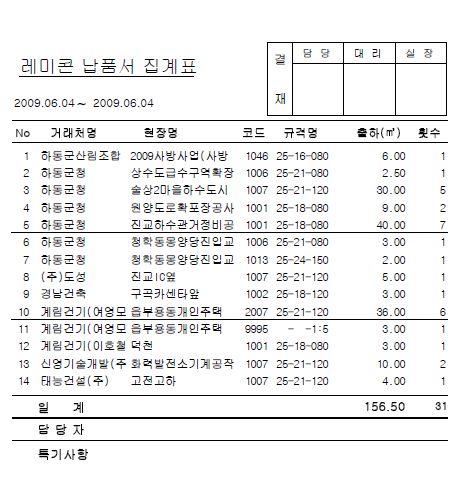 결 재 담 당 대 리 실 장
레미콘 납품서 집계표
2009.06.04 ~ 2009.06.04
No 거래처명 현장명 코드 규격명 출하(㎥) 횟수
1 하동군산림조합 2009사방사업(사방 1046 25-16-080 6.00 1
2 하동군청 상수도급수구역확장 1006 25-21-080 2.50 1
3 하동군청 술상2마을하수도시 1007 25-21-120 30.00 5
4 하동군청 원양도로확포장공사 1001 25-18-080 9.00 2
5 하동군청 진교하수관거정비공 1001 25-18-080 40.00 7
6 하동군청 청학동몽양당진입교 1006 25-21-080 3.00 1
7 하동군청 청학동몽양당진입교 1013 25-24-150 2.00 1
8 (주)도성 진교IC옆 1007 25-21-120 5.00 1
9 경남건축 구곡카센타앞 1002 25-18-120 3.00 1
10 계림건기(여영모 읍부용동개인주택 2007 25-21-120 36.00 6
11 계림건기(여영모 읍부용동개인주택 9995 - -1:5 3.00 1
12 계림건기(이호철 덕천 1001 25-18-080 3.00 1
13 신영기술개발(주 화력발전소기계공작 1007 25-21-120 10.00 2
14 태능건설(주) 고전고하 1007 25-21-120 4.00 1
일 계 156.50 31
담 당 자
특기사항